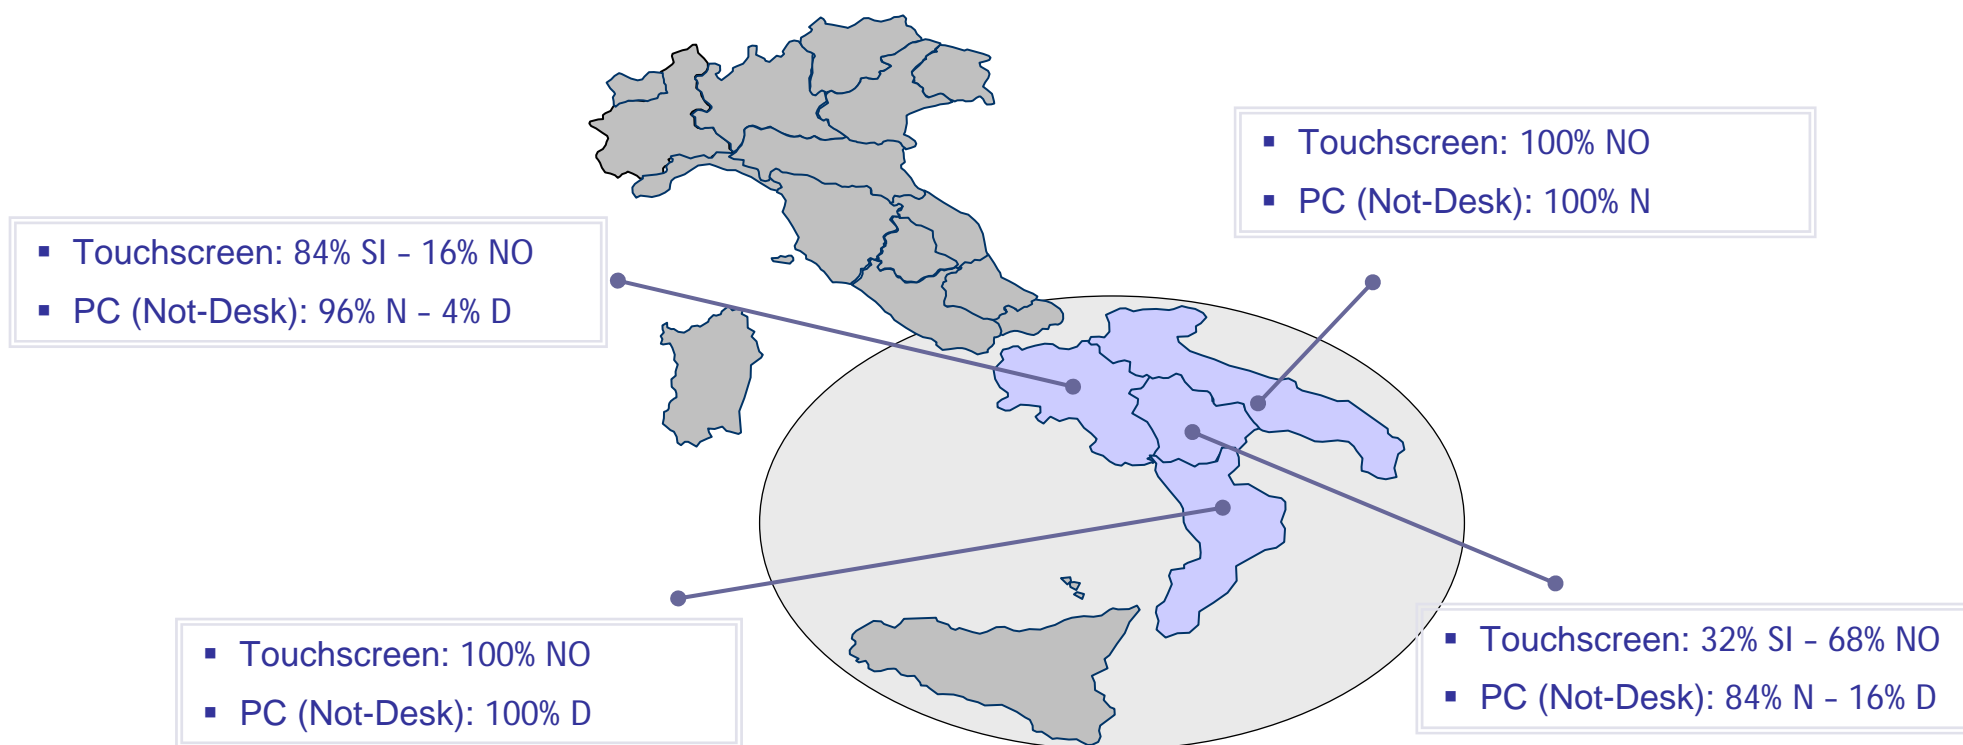 ▪ Touchscreen: 100% NO
▪ PC (Not-Desk): 100% N
▪ Touchscreen: 84% SI – 16% NO
▪ PC (Not-Desk): 96% N – 4% D
▪ Touchscreen: 100% NO
▪ PC (Not-Desk): 100% D
▪ Touchscreen: 32% SI – 68% NO
▪ PC (Not-Desk): 84% N – 16% D